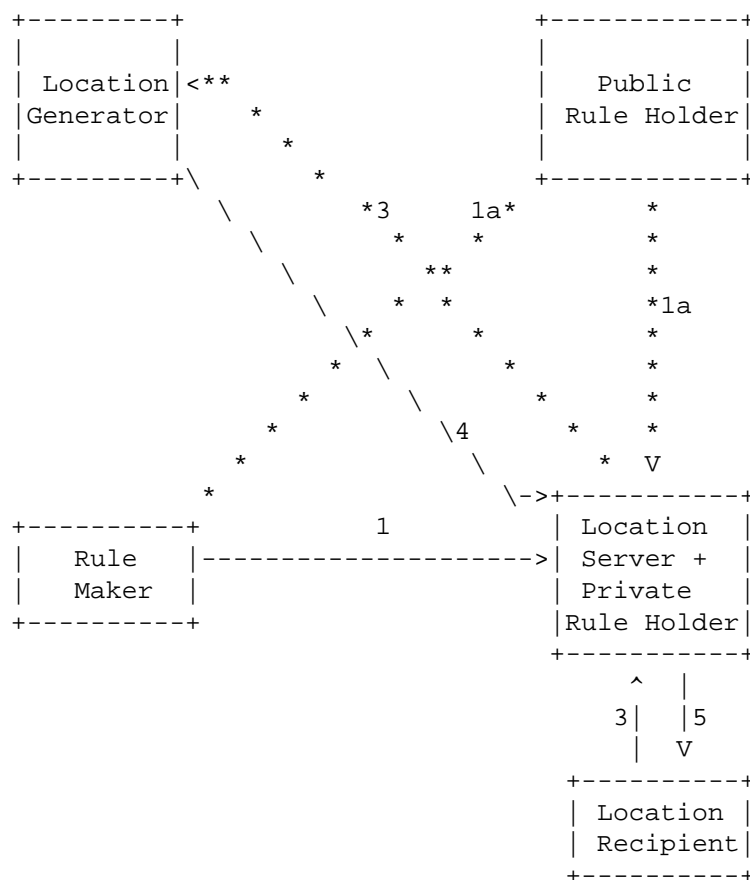 +---------+                      +------------+
|         |                      |            |
| Location|<**                   |   Public   |
|Generator|    *                 | Rule Holder|
|         |      *               |            |
+---------+\       *             +------------+
             \        *3     1a*        *
               \        *    *          *
                 \        **            *
                   \    *  *            *1a
                     \*      *          *
                    *  \       *        *
                  *      \       *      *
                *          \4      *    *
              *              \       *  V
            *                  \->+-----------+
+----------+           1          | Location  |
|   Rule   |--------------------->| Server +  |
|   Maker  |                      | Private   |
+----------+                      |Rule Holder|
                                  +-----------+
                                       ^  |
                                      3|  |5
                                       |  V
                                   +----------+
                                   | Location |
                                   | Recipient|
                                   +----------+